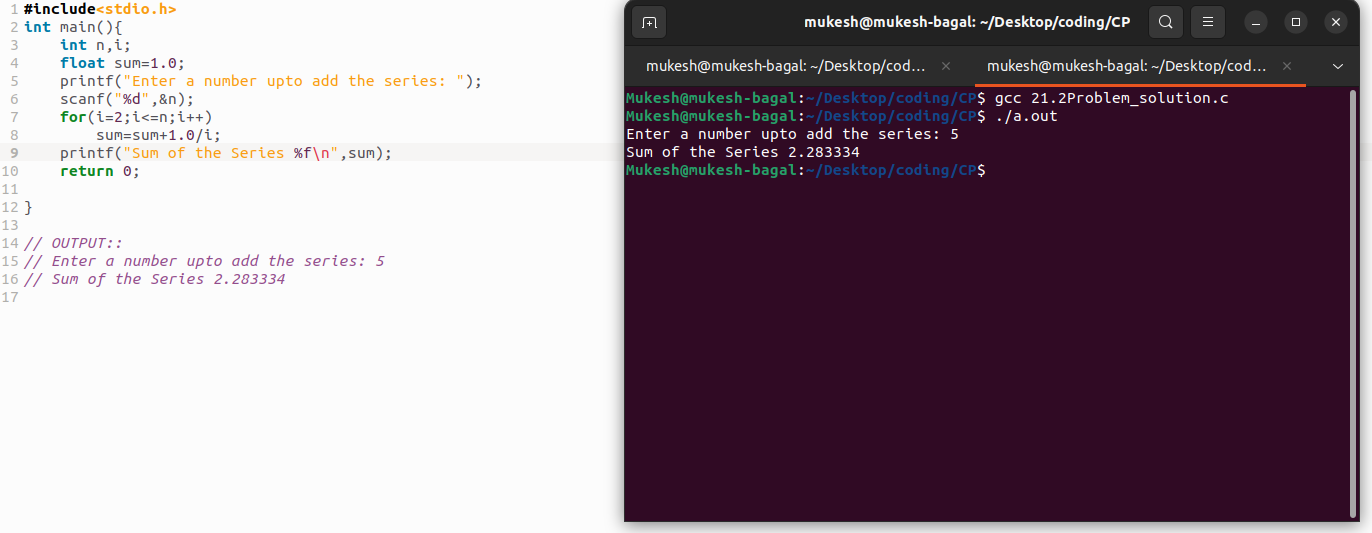 1 #include<stdio.h>
2 int main(){
3     int n,i;
4     float sum=1.0;
5     printf("Enter a number upto add the series: ");
6     scanf("%d",&n);
7     for(i=2;i<=n;i++)
8         sum=sum+1.0/i;
9     printf("Sum of the Series %f\n",sum);
10     return 0;
11
12 }
13
14 // OUTPUT::
15 // Enter a number upto add the series: 5
16 // Sum of the Series 2.283334
17
mukesh@mukesh-bagal: ~/Desktop/coding/CP
mukesh@mukesh-bagal: ~/Desktop/cod... × mukesh@mukesh-bagal: ~/Desktop/cod... ×
Mukesh@mukesh-bagal:~/Desktop/coding/CP$ gcc 21.2Problem_solution.c
Mukesh@mukesh-bagal:~/Desktop/coding/CP$ ./a.out
Enter a number upto add the series: 5
Sum of the Series 2.283334
Mukesh@mukesh-bagal:~/Desktop/coding/CP$